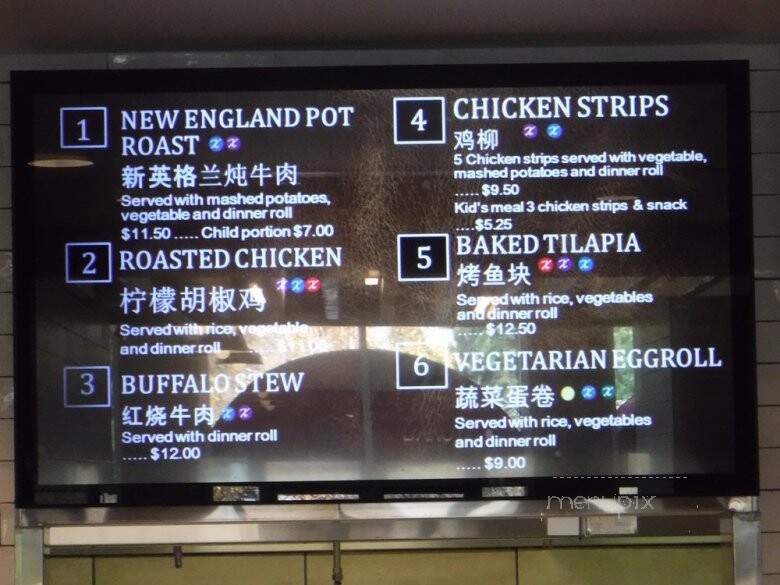 1
NEW ENGLAND POT
ROAST
新英格兰炖牛肉
Served with mashed potatoes,
vegetable and dinner roll
$11.50 ..... Child portion $7.00
2
ROASTED CHICKEN
柠檬胡椒鸡
Served with rice, vegetable
and dinner roll ..... $11.00
3
BUFFALO STEW
红烧牛肉
Served with dinner roll
..... $12.00
4
CHICKEN STRIPS
鸡柳
5 Chicken strips served with vegetable,
mashed potatoes and dinner roll
..... $9.50
Kid's meal 3 chicken strips & snack
....$5.25
5
BAKED TILAPIA
烤鱼块
Served with rice, vegetables
and dinner roll
..... $12.50
6
VEGETARIAN EGGROLL
蔬菜蛋卷
Served with rice, vegetables
and dinner roll
..... $9.00
menupix